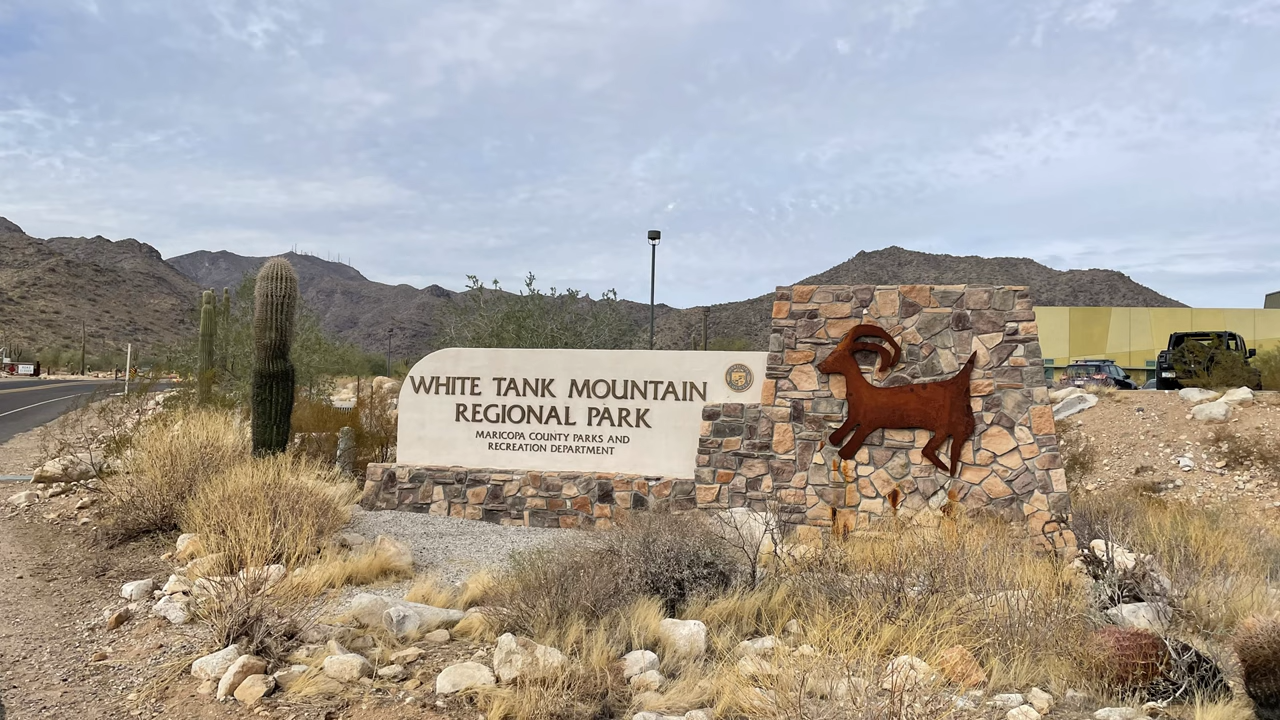 WHITE TANK MOUNTAIN
REGIONAL PARK
MARICOPA COUNTY PARKS AND
RECREATION DEPARTMENT